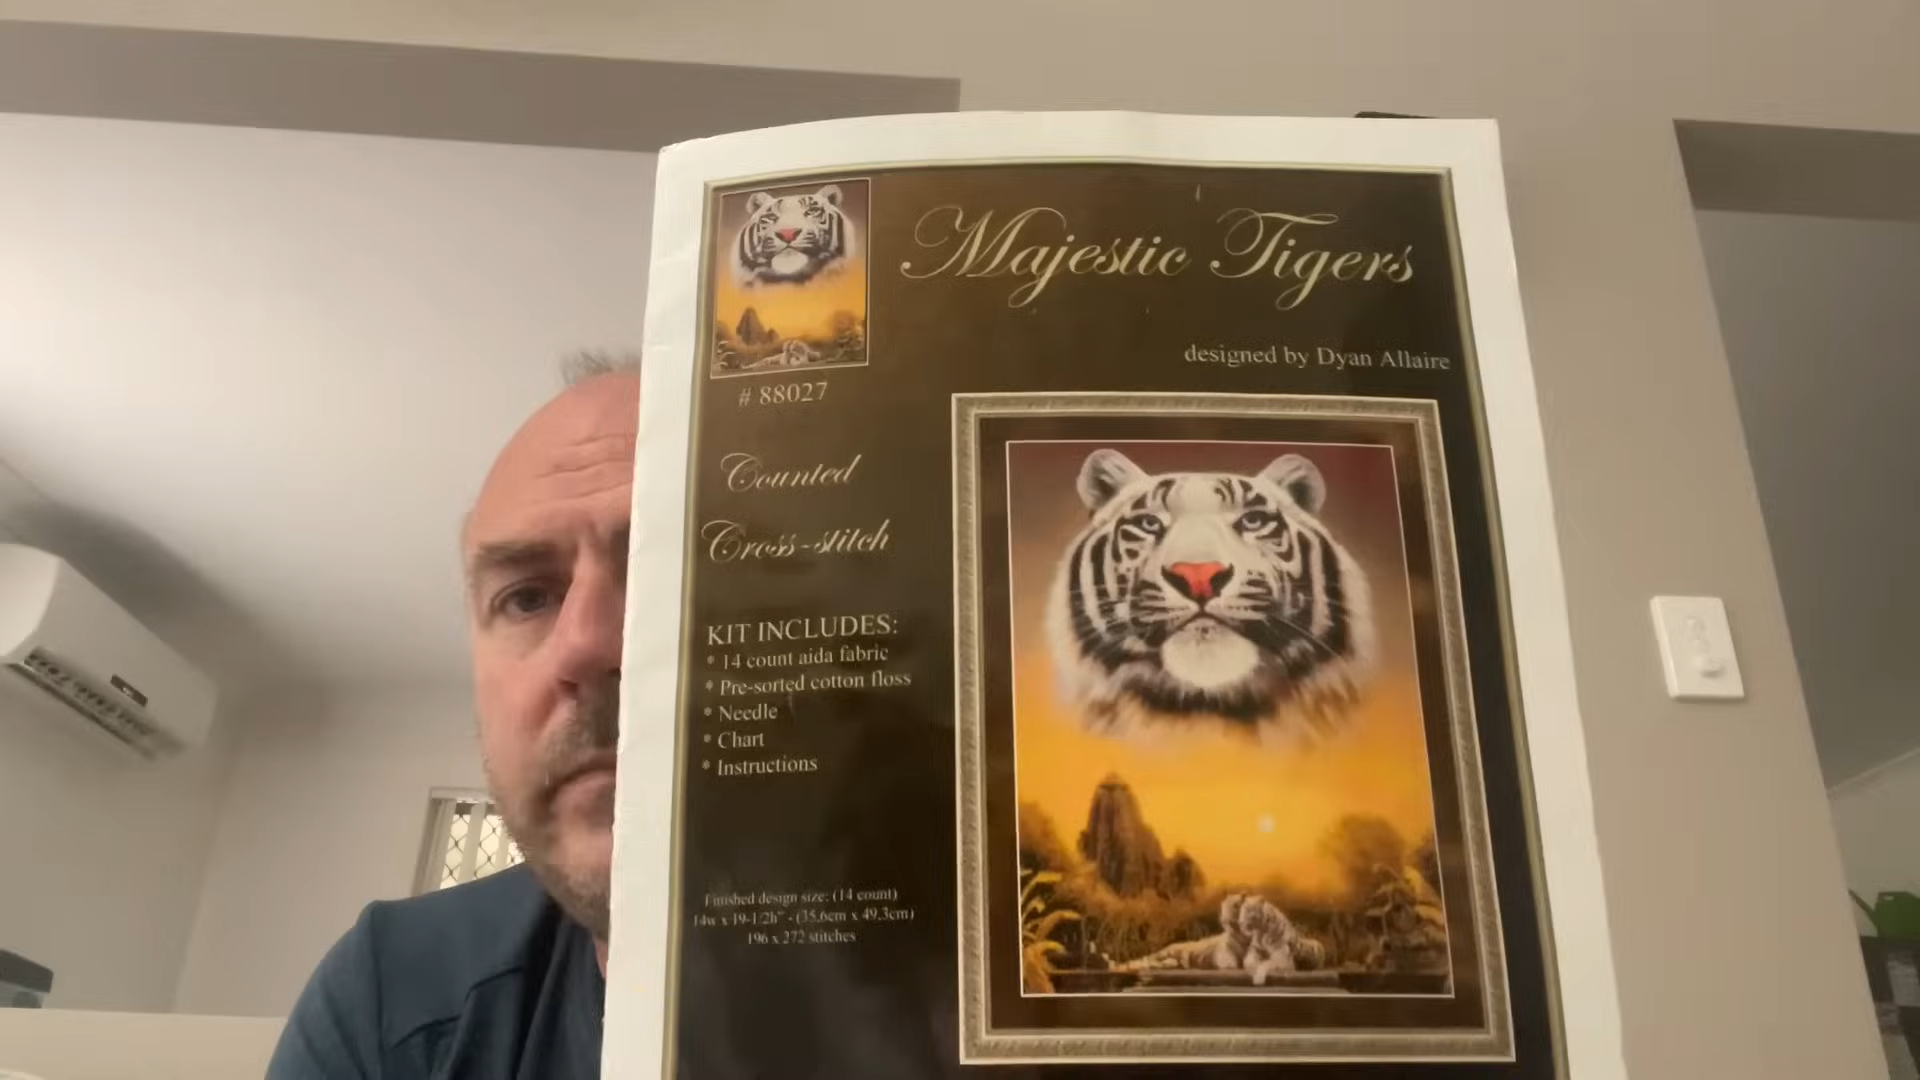 Majestic Tigers
designed by Dyan Allaire
# 88027
Counted
Cross-stitch
KIT INCLUDES:
* 14 count aida fabric
* Pre-sorted cotton floss
* Needle
* Chart
* Instructions
Finished design size: (14 count)
14w x 19-1/2h" - (35.6cm x 49.3cm)
196 x 272 stitches